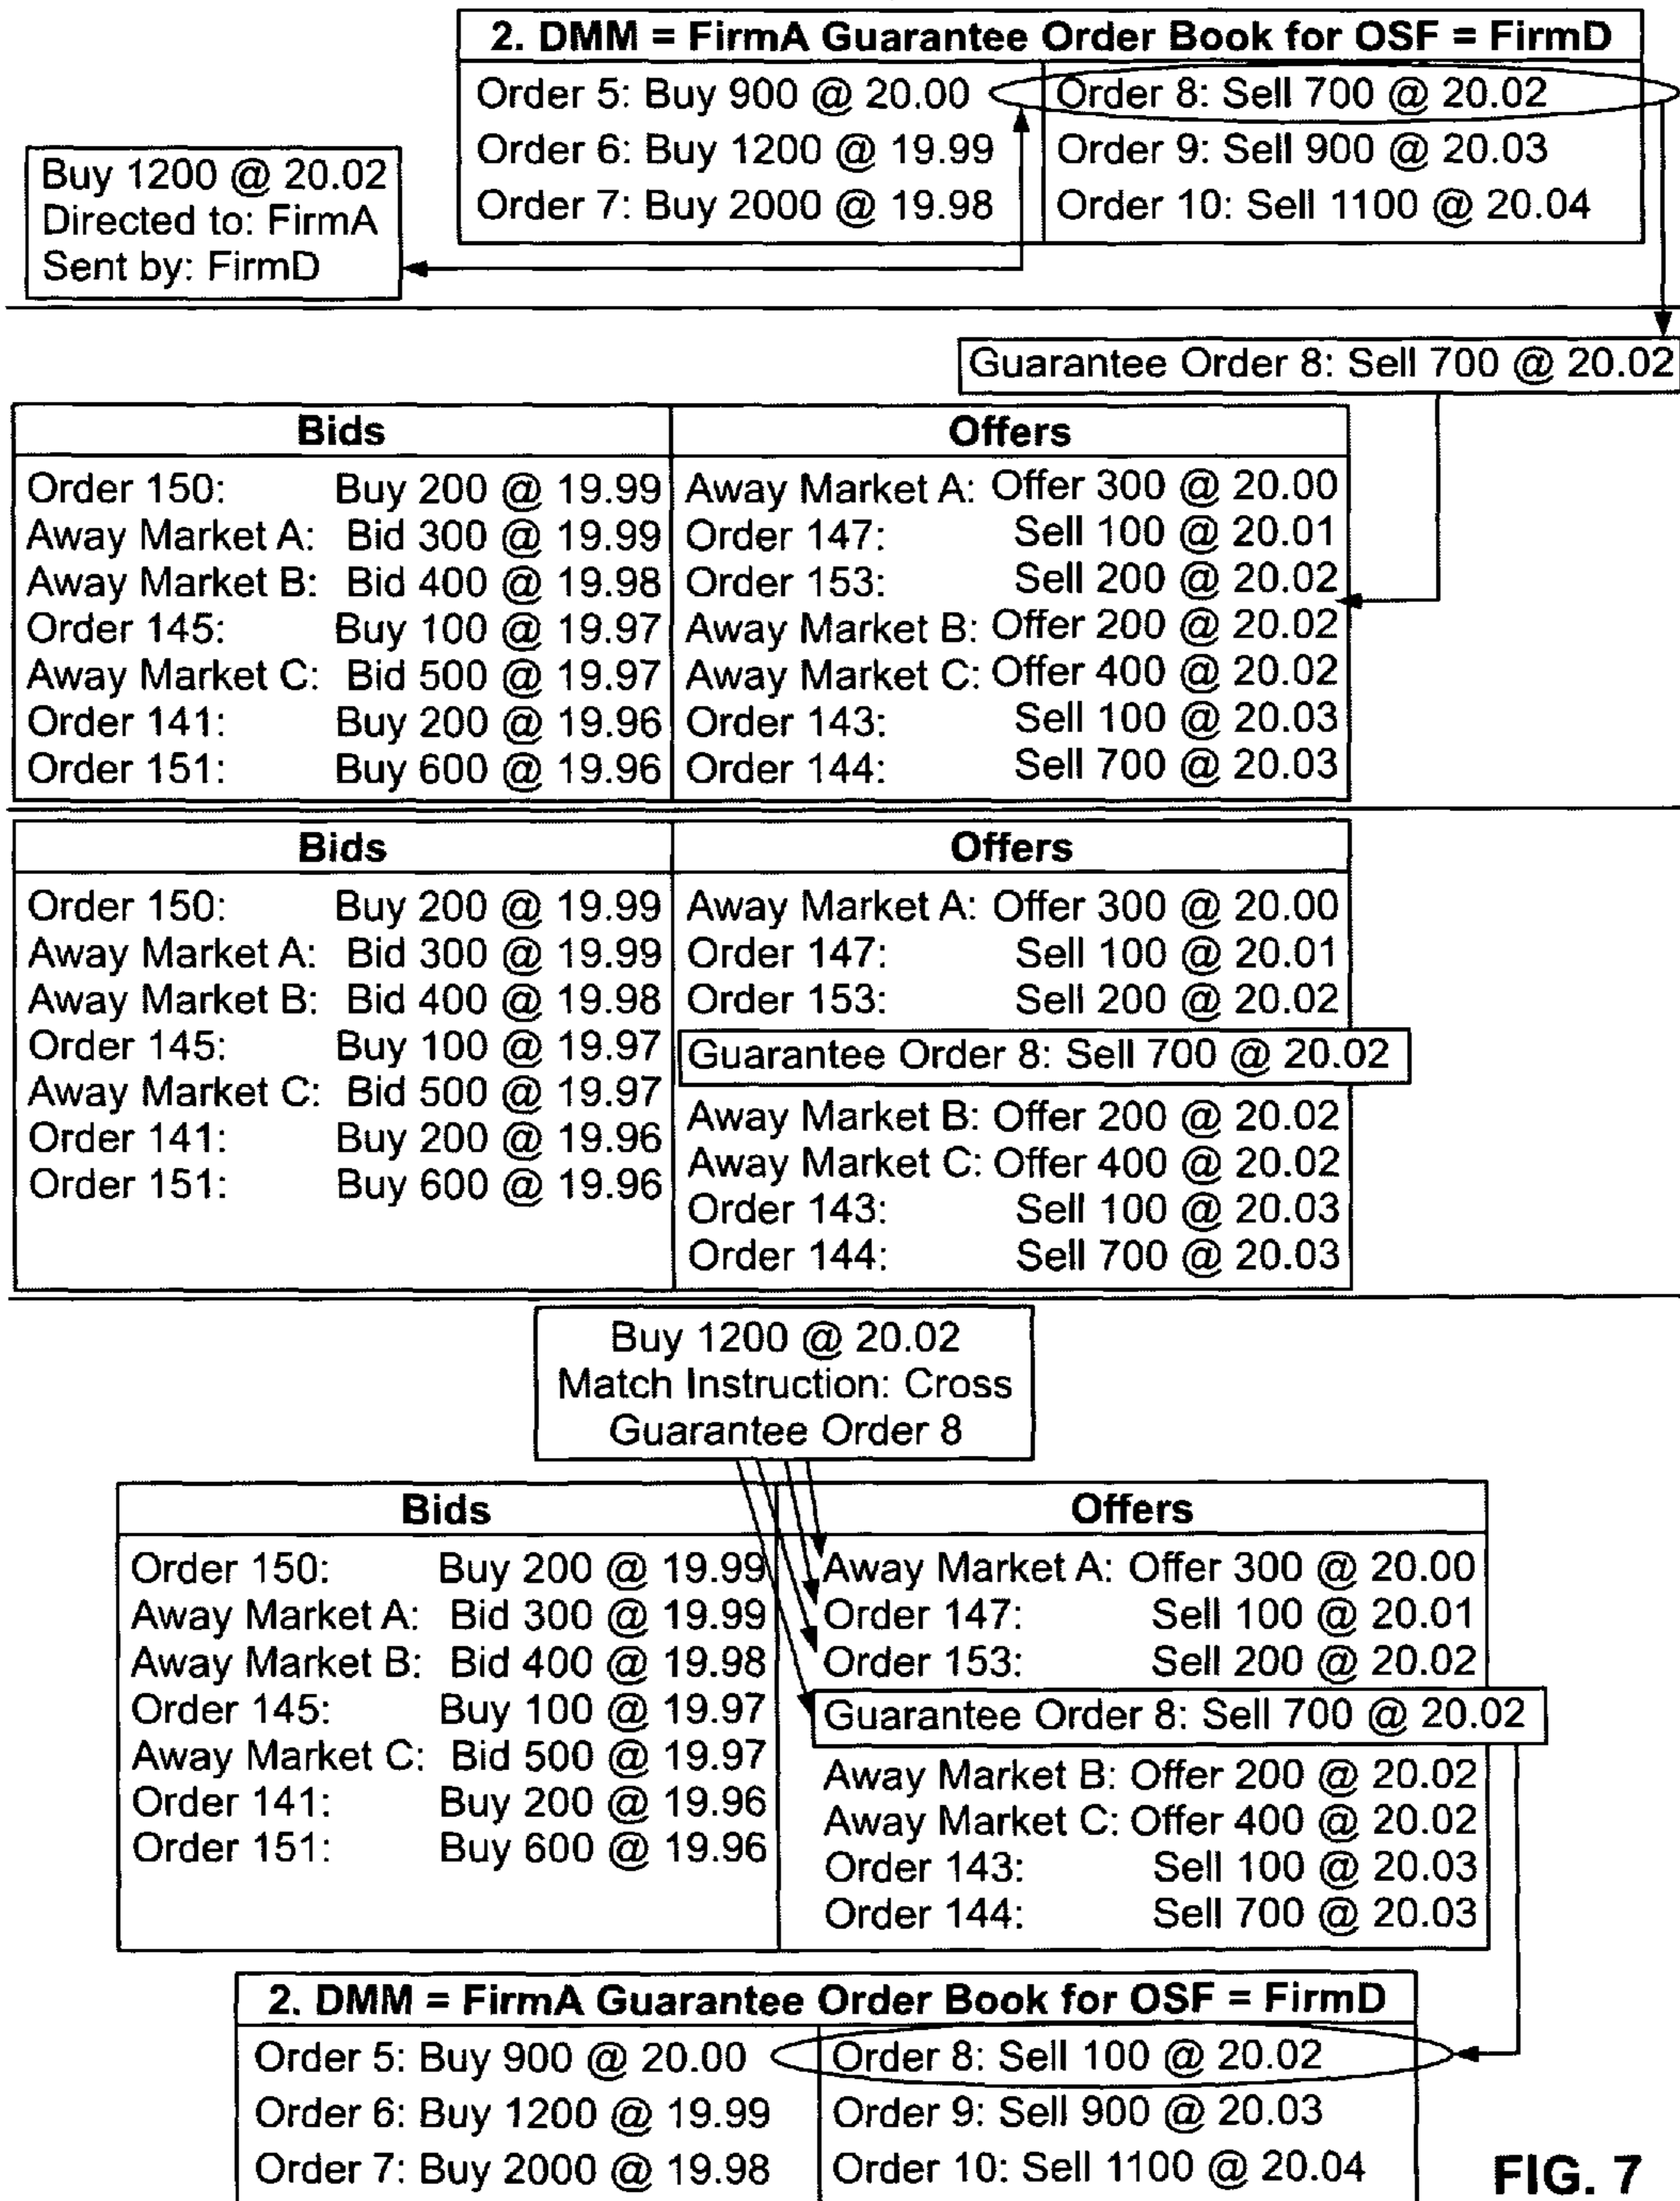 2. DMM = FirmA Guarantee Order Book for OSF = FirmD
Order 5: Buy 900 @ 20.00 Order 8: Sell 700 @ 20.02
Order 6: Buy 1200 @ 19.99 Order 9: Sell 900 @ 20.03
Order 7: Buy 2000 @ 19.98 Order 10: Sell 1100 @ 20.04
Buy 1200 @ 20.02
Directed to: FirmA
Sent by: FirmD
Guarantee Order 8: Sell 700 @ 20.02
Bids Offers
Order 150: Buy 200 @ 19.99 Away Market A: Offer 300 @ 20.00
Away Market A: Bid 300 @ 19.99 Order 147: Sell 100 @ 20.01
Away Market B: Bid 400 @ 19.98 Order 153: Sell 200 @ 20.02
Order 145: Buy 100 @ 19.97 Away Market B: Offer 200 @ 20.02
Away Market C: Bid 500 @ 19.97 Away Market C: Offer 400 @ 20.02
Order 141: Buy 200 @ 19.96 Order 143: Sell 100 @ 20.03
Order 151: Buy 600 @ 19.96 Order 144: Sell 700 @ 20.03
Bids Offers
Order 150: Buy 200 @ 19.99 Away Market A: Offer 300 @ 20.00
Away Market A: Bid 300 @ 19.99 Order 147: Sell 100 @ 20.01
Away Market B: Bid 400 @ 19.98 Order 153: Sell 200 @ 20.02
Order 145: Buy 100 @ 19.97 Guarantee Order 8: Sell 700 @ 20.02
Away Market C: Bid 500 @ 19.97 Away Market B: Offer 200 @ 20.02
Order 141: Buy 200 @ 19.96 Away Market C: Offer 400 @ 20.02
Order 151: Buy 600 @ 19.96 Order 143: Sell 100 @ 20.03
Order 144: Sell 700 @ 20.03
Buy 1200 @ 20.02
Match Instruction: Cross
Guarantee Order 8
Bids Offers
Order 150: Buy 200 @ 19.99 Away Market A: Offer 300 @ 20.00
Away Market A: Bid 300 @ 19.99 Order 147: Sell 100 @ 20.01
Away Market B: Bid 400 @ 19.98 Order 153: Sell 200 @ 20.02
Order 145: Buy 100 @ 19.97 Guarantee Order 8: Sell 700 @ 20.02
Away Market C: Bid 500 @ 19.97 Away Market B: Offer 200 @ 20.02
Order 141: Buy 200 @ 19.96 Away Market C: Offer 400 @ 20.02
Order 151: Buy 600 @ 19.96 Order 143: Sell 100 @ 20.03
Order 144: Sell 700 @ 20.03
2. DMM = FirmA Guarantee Order Book for OSF = FirmD
Order 5: Buy 900 @ 20.00 Order 8: Sell 100 @ 20.02
Order 6: Buy 1200 @ 19.99 Order 9: Sell 900 @ 20.03
Order 7: Buy 2000 @ 19.98 Order 10: Sell 1100 @ 20.04
FIG. 7